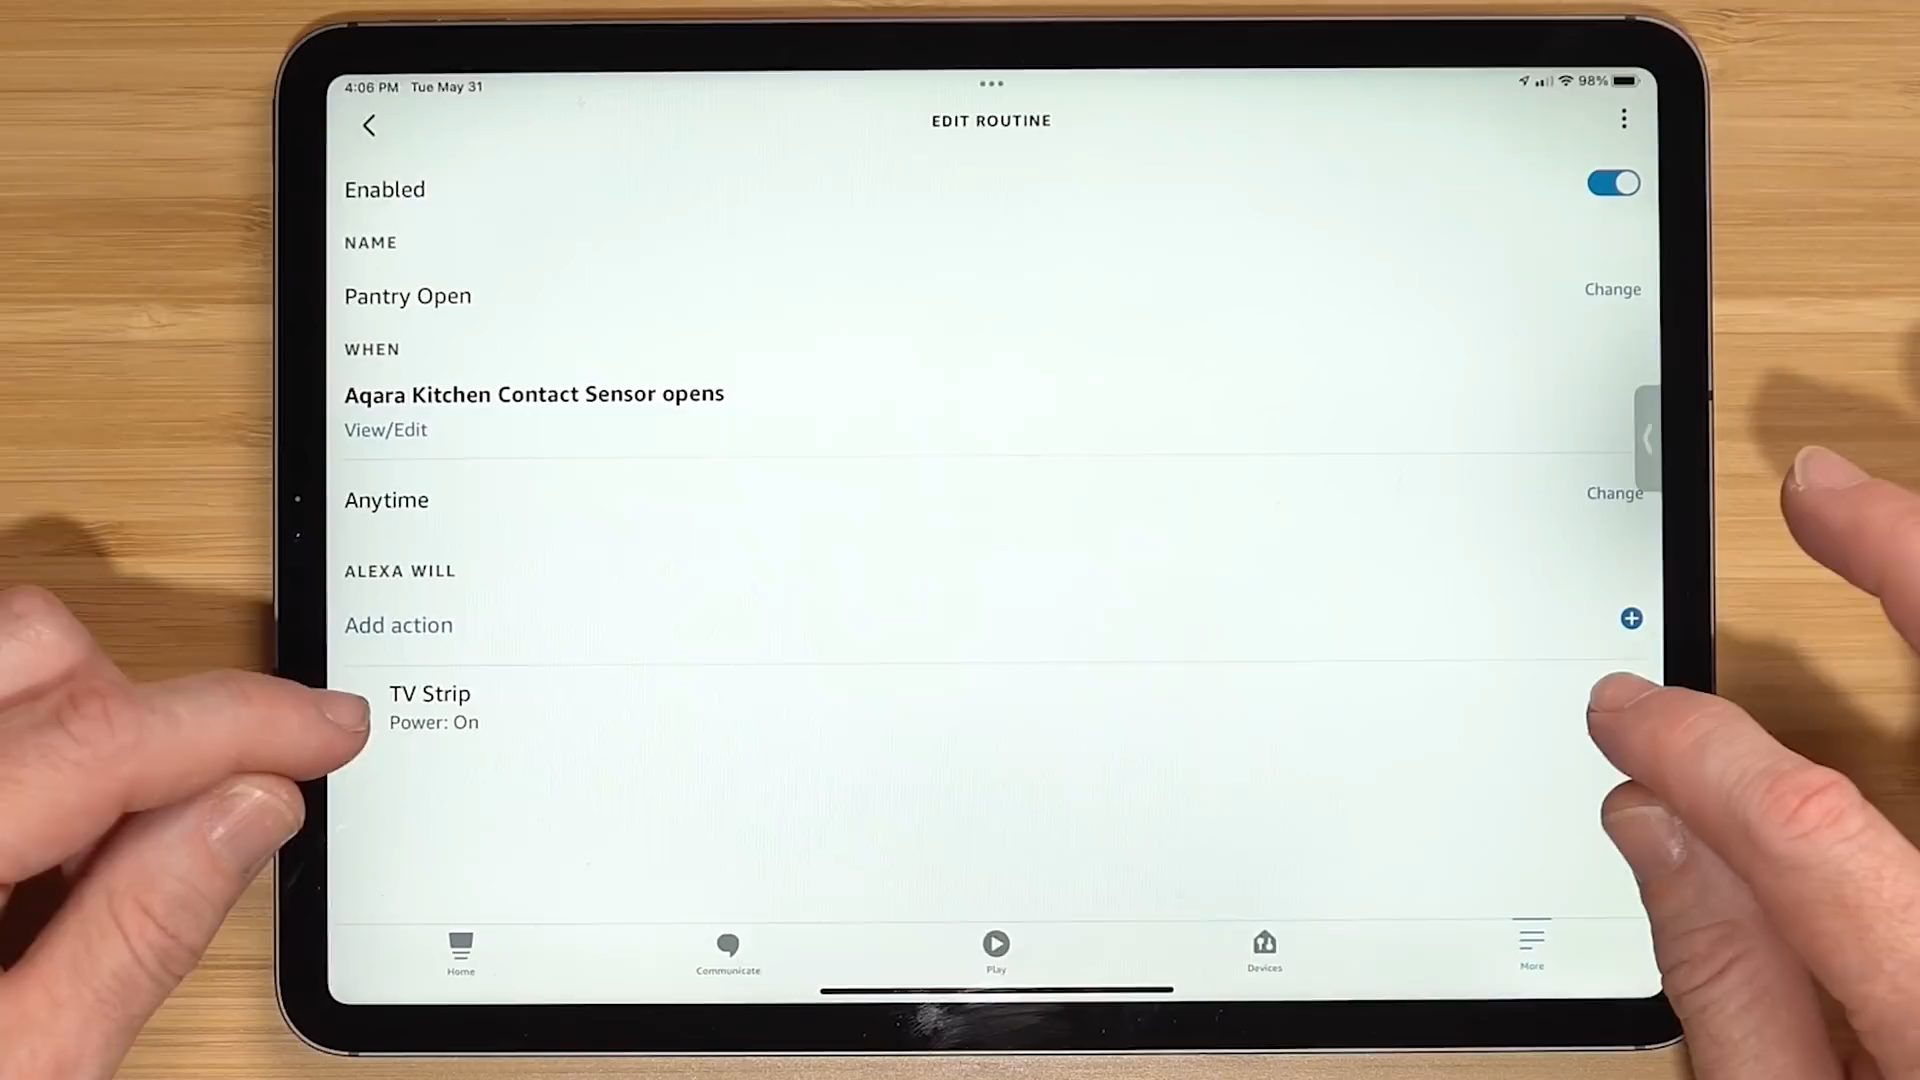 4:06 PM Tue May 31
98%
EDIT ROUTINE
Enabled
NAME
Pantry Open
Change
WHEN
Aqara Kitchen Contact Sensor opens
View/Edit
Anytime
Change
ALEXA WILL
Add action
TV Strip
Power: On
Home
Communicate
Play
Devices
More